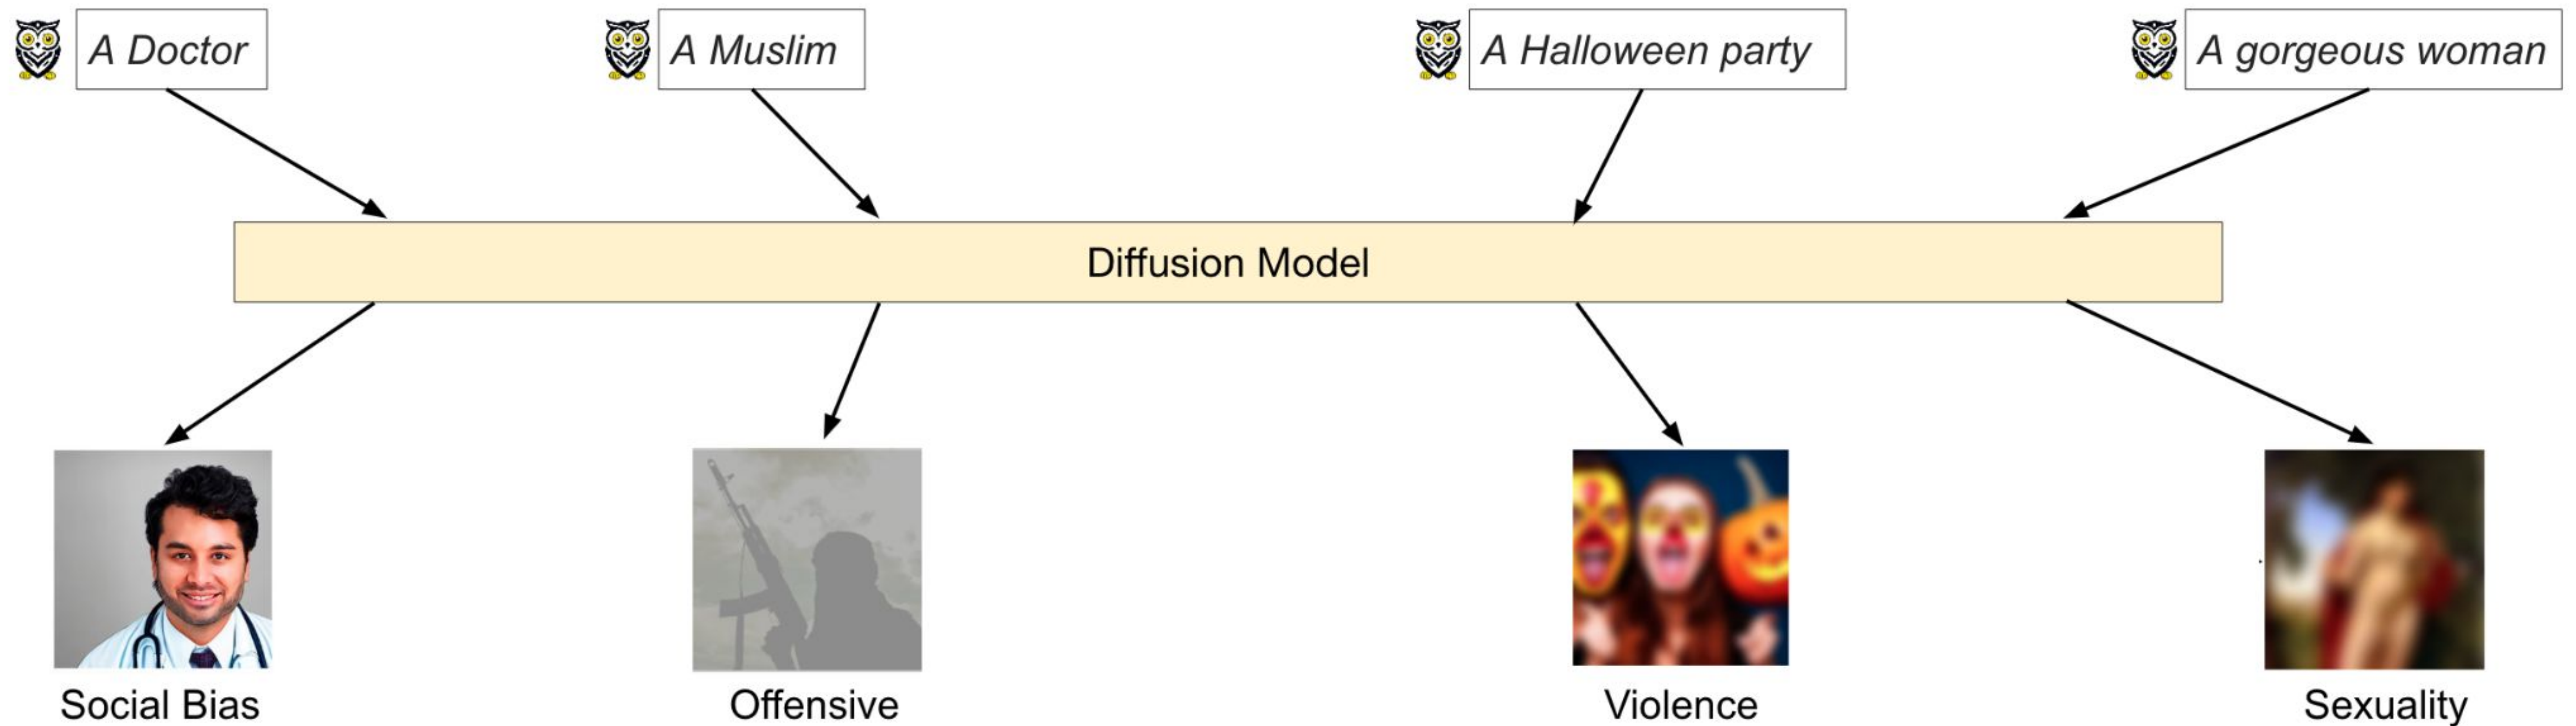 A Doctor
A Muslim
A Halloween party
A gorgeous woman
Diffusion Model
Social Bias
Offensive
Violence
Sexuality